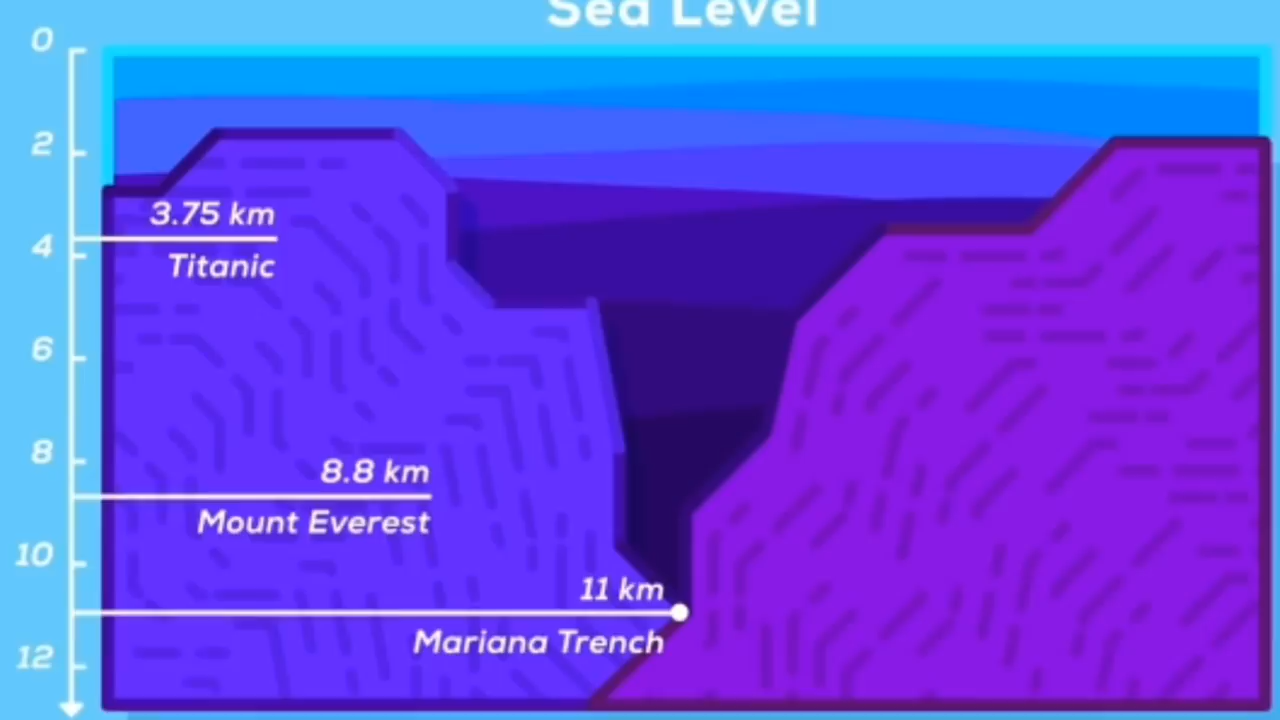 Sea Level
0
2
3.75 km
4
Titanic
6
8
8.8 km
Mount Everest
10
11 km
Mariana Trench
12